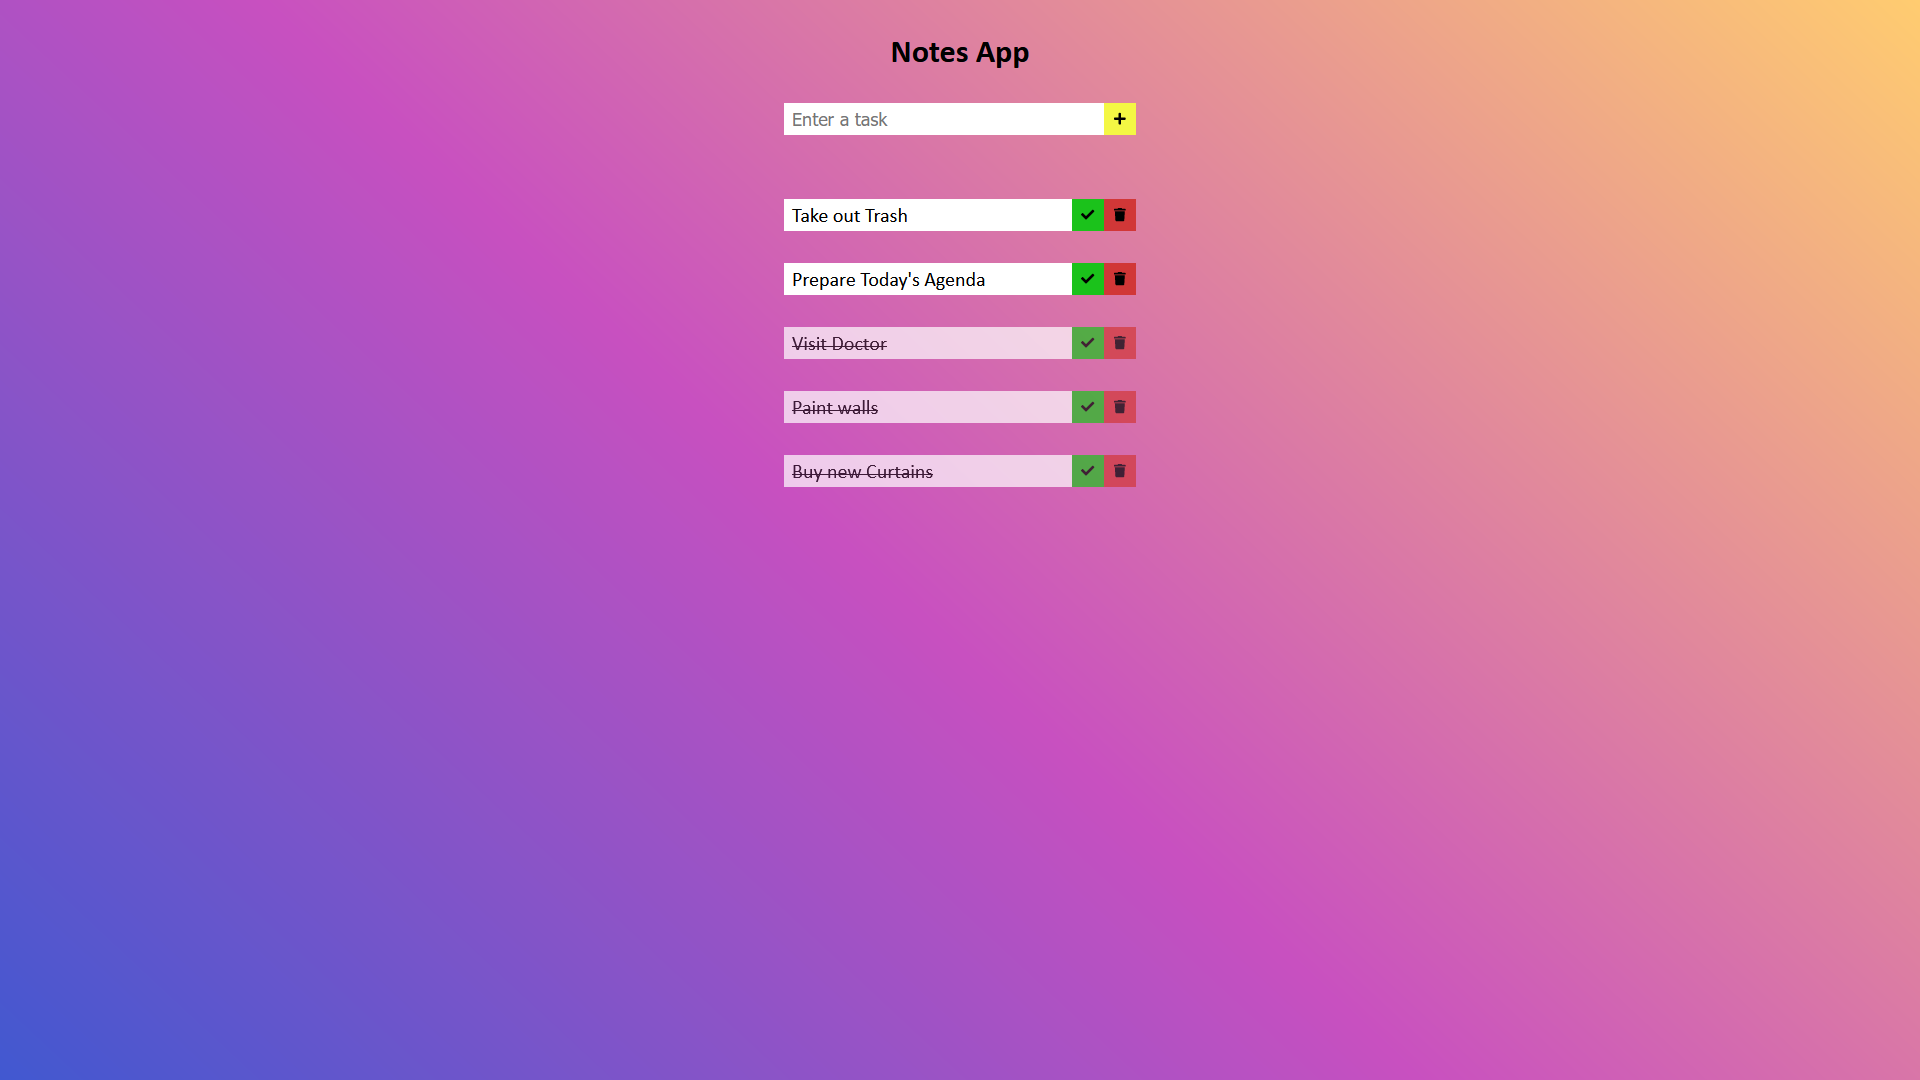 Notes App
Enter a task
Take out Trash
Prepare Today's Agenda
Visit Doctor
Paint walls
Buy new Curtains